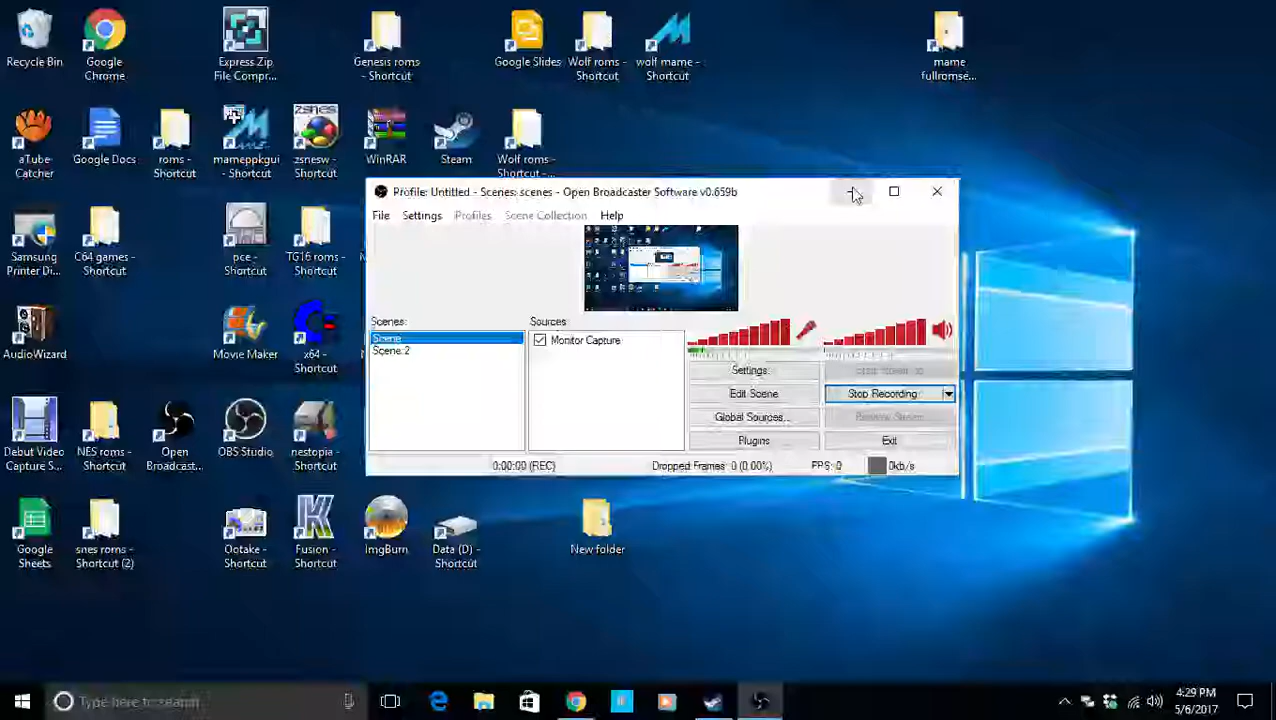 Recycle Bin
Google
Chrome
Express Zip
File Compr...
Genesis roms
- Shortcut
Google Slides
Wolf roms -
Shortcut
wolf mame -
Shortcut
mame
fullromse...
aTube
Catcher
Google Docs
roms -
Shortcut
mameppkgui
- Shortcut
zsnes
zsnesw -
Shortcut
WinRAR
Steam
Wolf roms
- Shortcut -...
Profile: Untitled - Scenes: scenes - Open Broadcaster Software v0.659b
File Settings Profiles Scene Collection Help
Samsung
Printer Di...
C64 games
- Shortcut
pce -
Shortcut
TG16 roms -
Shortcut
Scenes:
Scene
Scene 2
Sources:
Monitor Capture
Settings...
Edit Scene
Stop Recording
Global Sources...
Plugins
Exit
0:00:09 (REC)
Dropped Frames: 0 (0.00%)
FPS: 0
0kb/s
AudioWizard
Movie Maker
x64 -
Shortcut
Debut Video
Capture S...
NES roms -
Shortcut
Open
Broadcast...
OBS Studio
nestopia -
Shortcut
Google
Sheets
snes roms -
Shortcut (2)
Ootake -
Shortcut
Fusion -
Shortcut
ImgBurn
Data (D) -
Shortcut
New folder
Type here to search
4:29 PM
5/6/2017